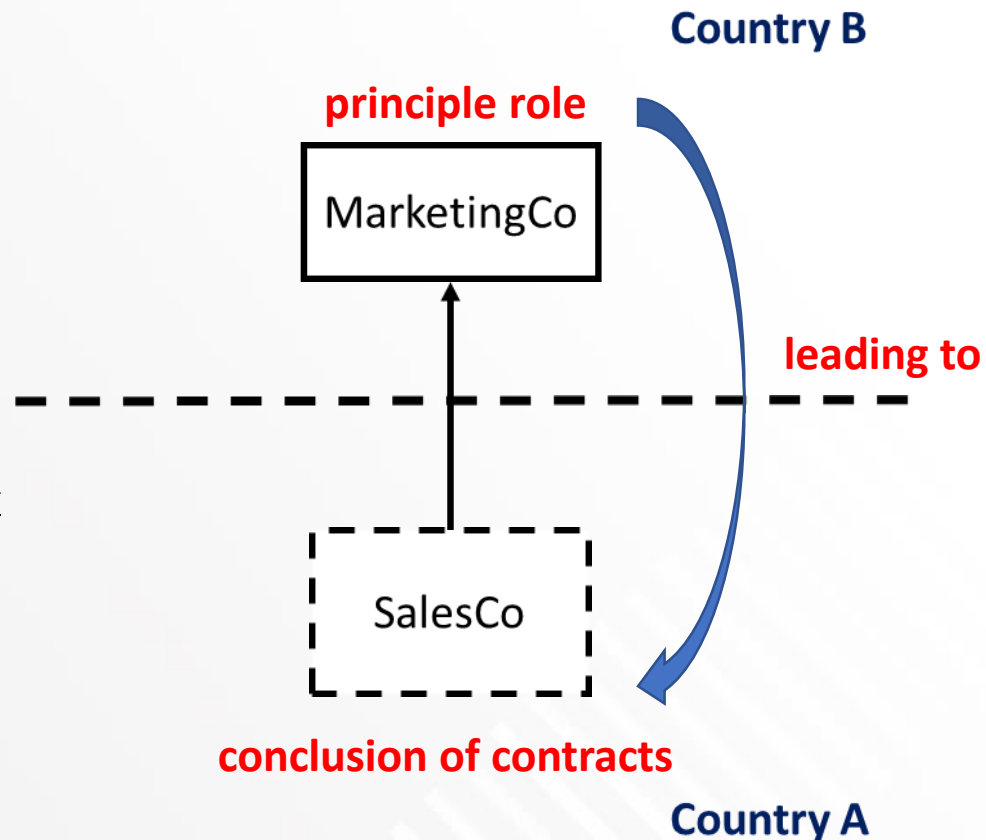 Country B
principle role
MarketingCo
leading to
SalesCo
conclusion of contracts
Country A